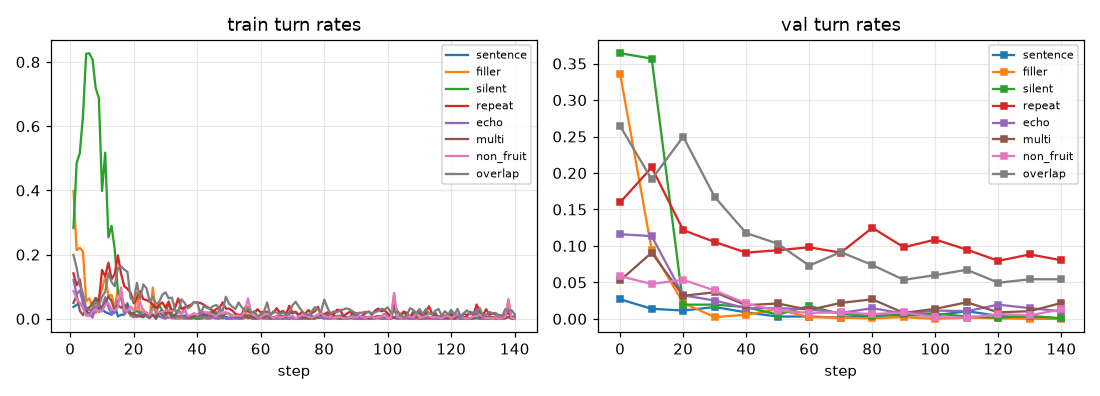 train turn rates
0.8
0.6
0.4
0.2
0.0
0 20 40 60 80 100 120 140
step
sentence
filler
silent
repeat
echo
multi
non_fruit
overlap
val turn rates
0.35
0.30
0.25
0.20
0.15
0.10
0.05
0.00
0 20 40 60 80 100 120 140
step
sentence
filler
silent
repeat
echo
multi
non_fruit
overlap